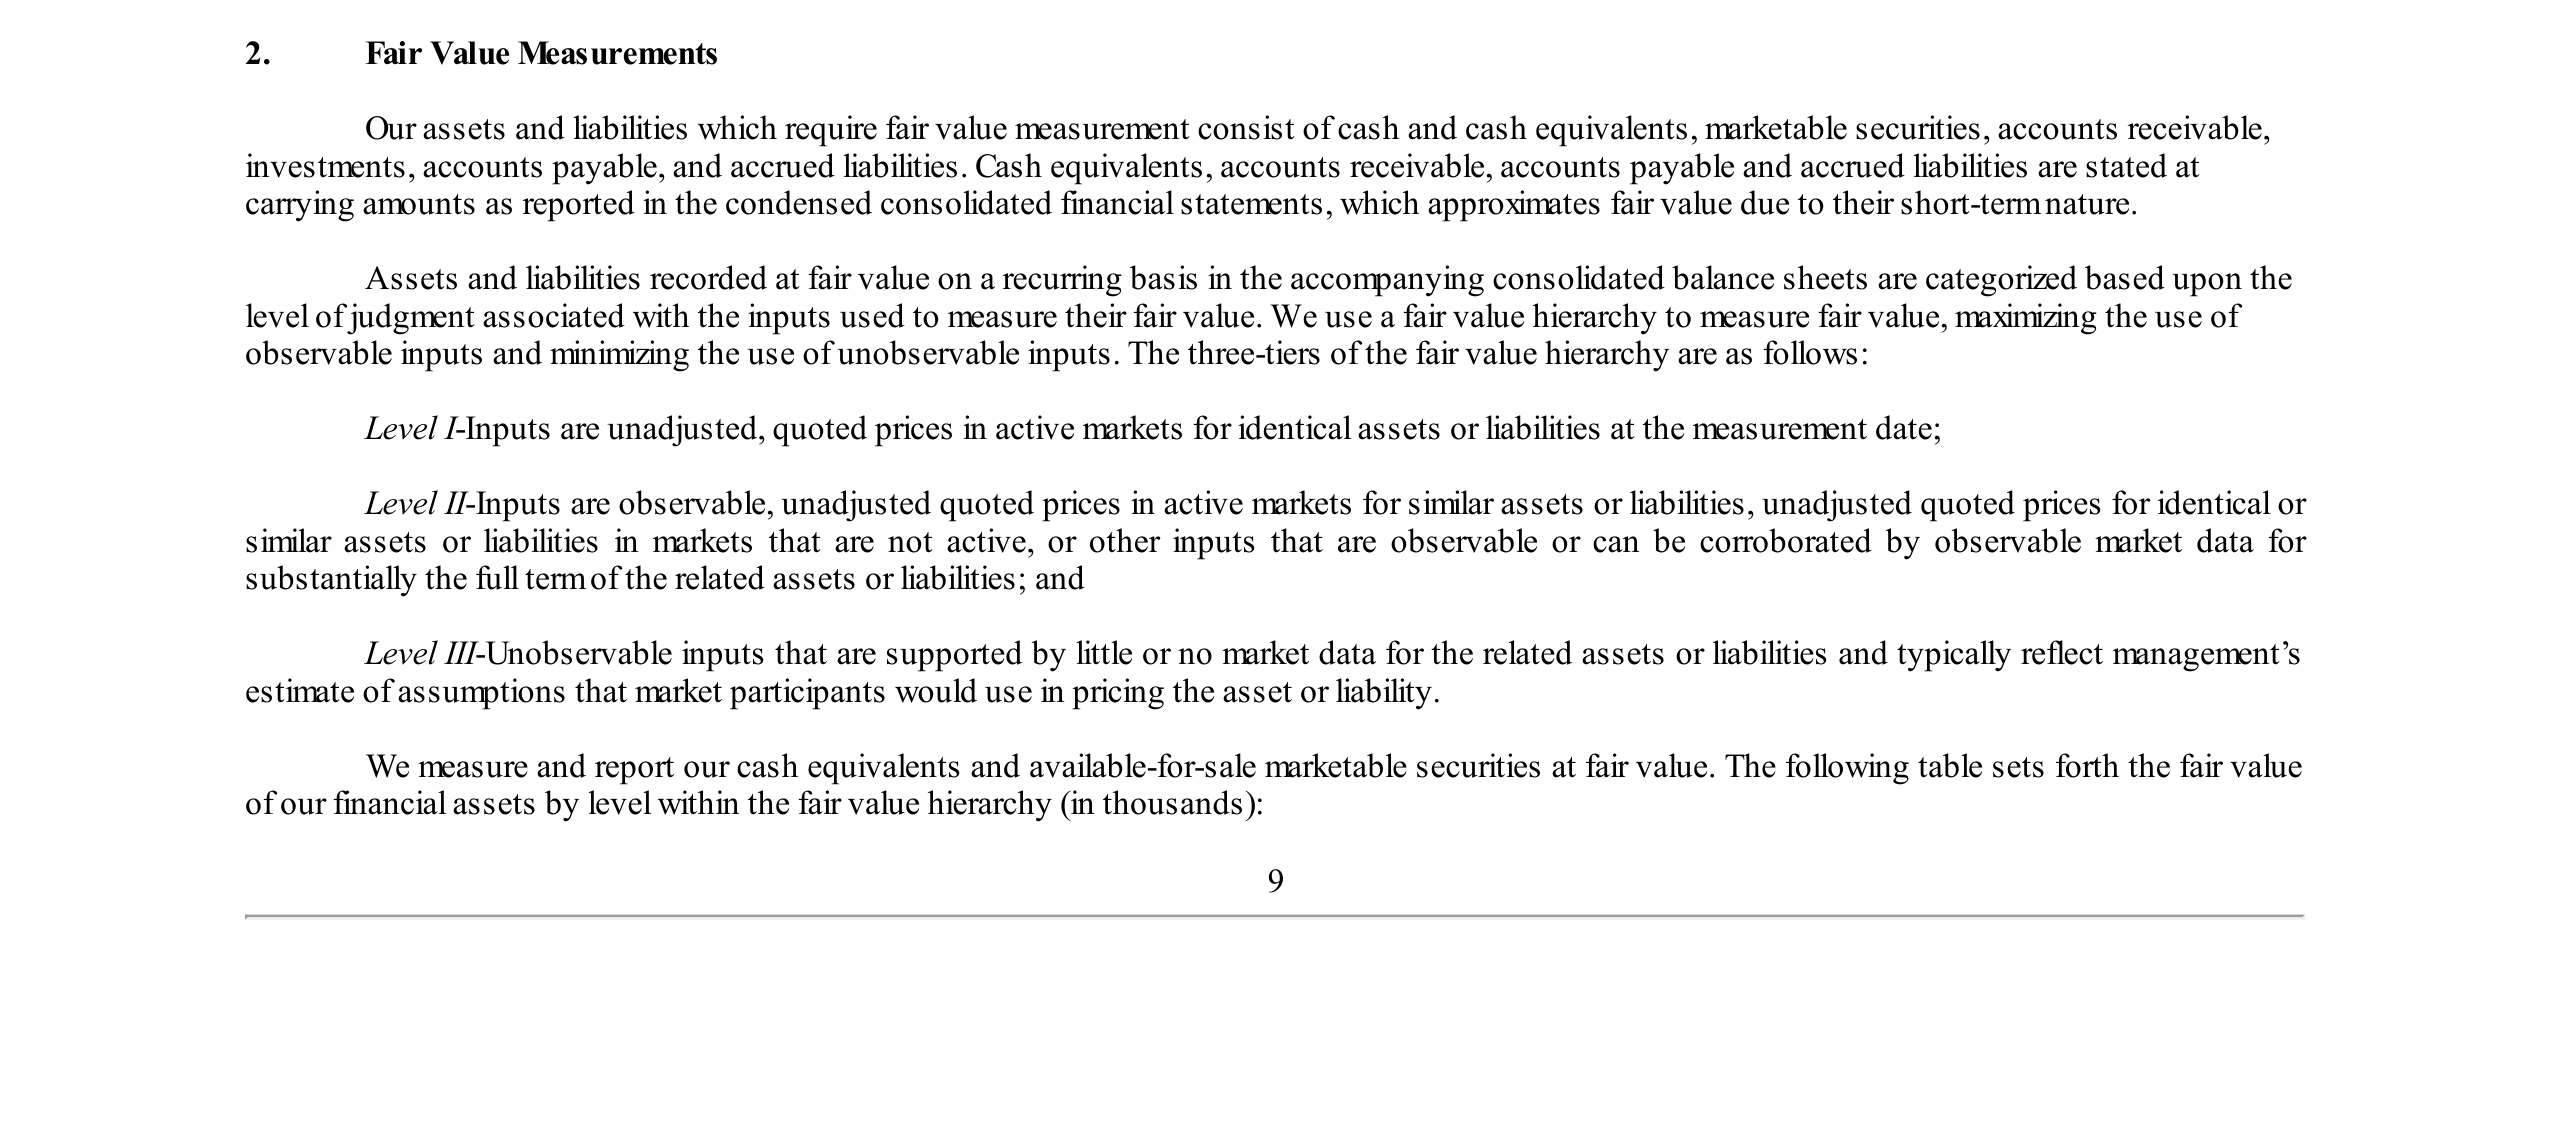 2. Fair Value Measurements
Our assets and liabilities which require fair value measurement consist of cash and cash equivalents, marketable securities, accounts receivable,
investments, accounts payable, and accrued liabilities. Cash equivalents, accounts receivable, accounts payable and accrued liabilities are stated at
carrying amounts as reported in the condensed consolidated financial statements, which approximates fair value due to their short-term nature.
Assets and liabilities recorded at fair value on a recurring basis in the accompanying consolidated balance sheets are categorized based upon the
level of judgment associated with the inputs used to measure their fair value. We use a fair value hierarchy to measure fair value, maximizing the use of
observable inputs and minimizing the use of unobservable inputs. The three-tiers of the fair value hierarchy are as follows:
Level I-Inputs are unadjusted, quoted prices in active markets for identical assets or liabilities at the measurement date;
Level II-Inputs are observable, unadjusted quoted prices in active markets for similar assets or liabilities, unadjusted quoted prices for identical or
similar assets or liabilities in markets that are not active, or other inputs that are observable or can be corroborated by observable market data for
substantially the full term of the related assets or liabilities; and
Level III-Unobservable inputs that are supported by little or no market data for the related assets or liabilities and typically reflect management’s
estimate of assumptions that market participants would use in pricing the asset or liability.
We measure and report our cash equivalents and available-for-sale marketable securities at fair value. The following table sets forth the fair value
of our financial assets by level within the fair value hierarchy (in thousands):
9